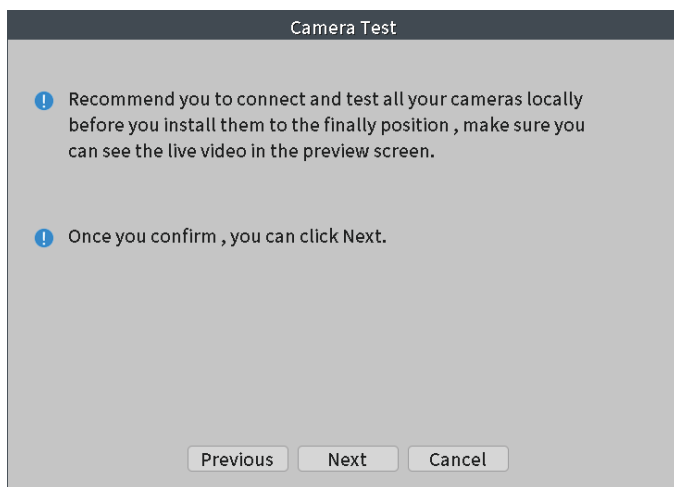 Camera Test
Recommend you to connect and test all your cameras locally
before you install them to the finally position , make sure you
can see the live video in the preview screen.
Once you confirm , you can click Next.
Previous
Next
Cancel